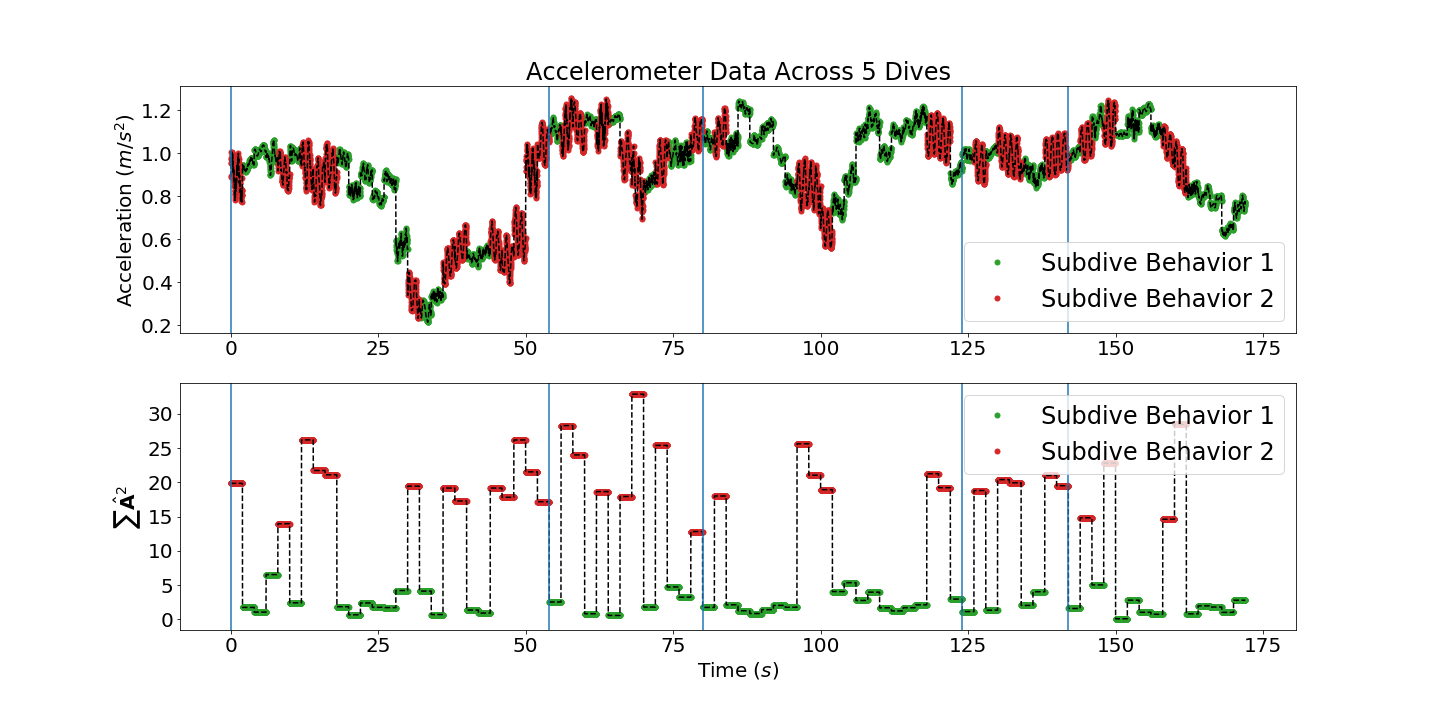 Accelerometer Data Across 5 Dives
Acceleration (m/s²)
1.2
1.0
0.8
0.6
0.4
0.2
Subdive Behavior 1
Subdive Behavior 2
0 25 50 75 100 125 150 175
∑Â²
30
25
20
15
10
5
0
Subdive Behavior 1
Subdive Behavior 2
0 25 50 75 100 125 150 175
Time (s)